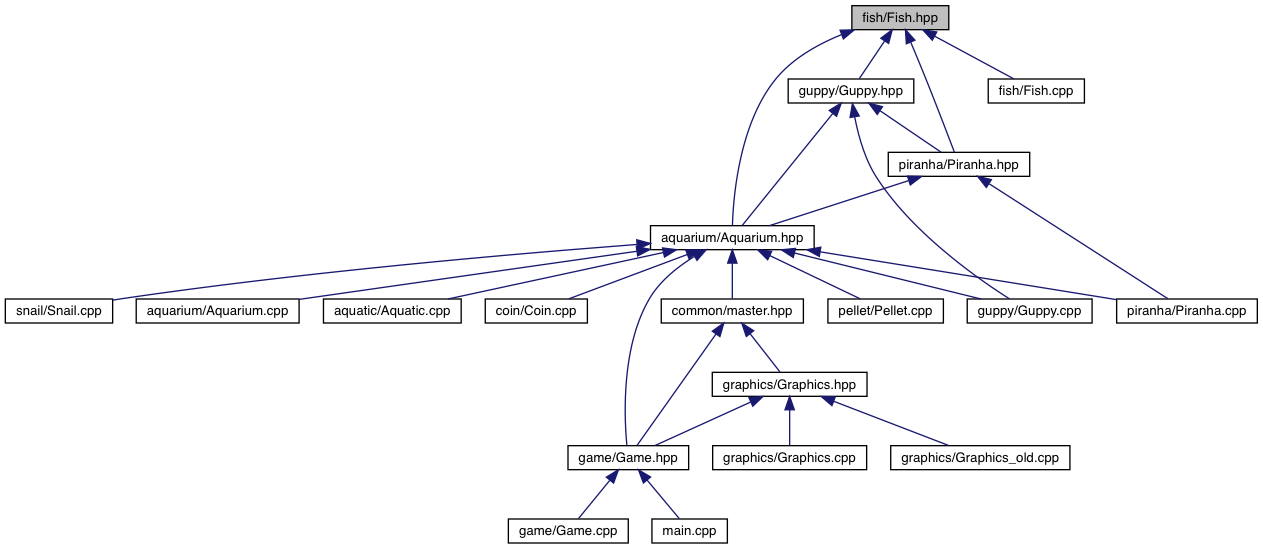 fish/Fish.hpp
guppy/Guppy.hpp
fish/Fish.cpp
piranha/Piranha.hpp
aquarium/Aquarium.hpp
snail/Snail.cpp
aquarium/Aquarium.cpp
aquatic/Aquatic.cpp
coin/Coin.cpp
common/master.hpp
pellet/Pellet.cpp
guppy/Guppy.cpp
piranha/Piranha.cpp
graphics/Graphics.hpp
game/Game.hpp
graphics/Graphics.cpp
graphics/Graphics_old.cpp
game/Game.cpp
main.cpp